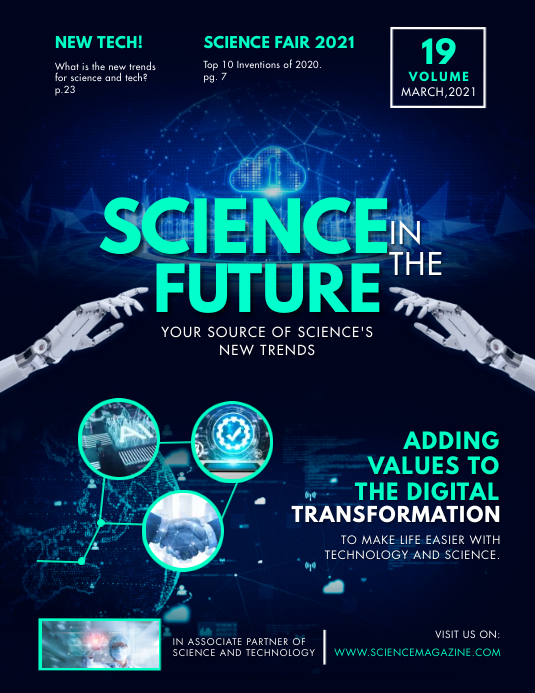 NEW TECH!
What is the new trends
for science and tech?
p.23
SCIENCE FAIR 2021
Top 10 Inventions of 2020.
pg. 7
19
VOLUME
MARCH,2021
SCIENCE
IN
THE
FUTURE
YOUR SOURCE OF SCIENCE'S
NEW TRENDS
AI
ADDING
VALUES TO
THE DIGITAL
TRANSFORMATION
TO MAKE LIFE EASIER WITH
TECHNOLOGY AND SCIENCE.
IN ASSOCIATE PARTNER OF
SCIENCE AND TECHNOLOGY
VISIT US ON:
WWW.SCIENCEMAGAZINE.COM